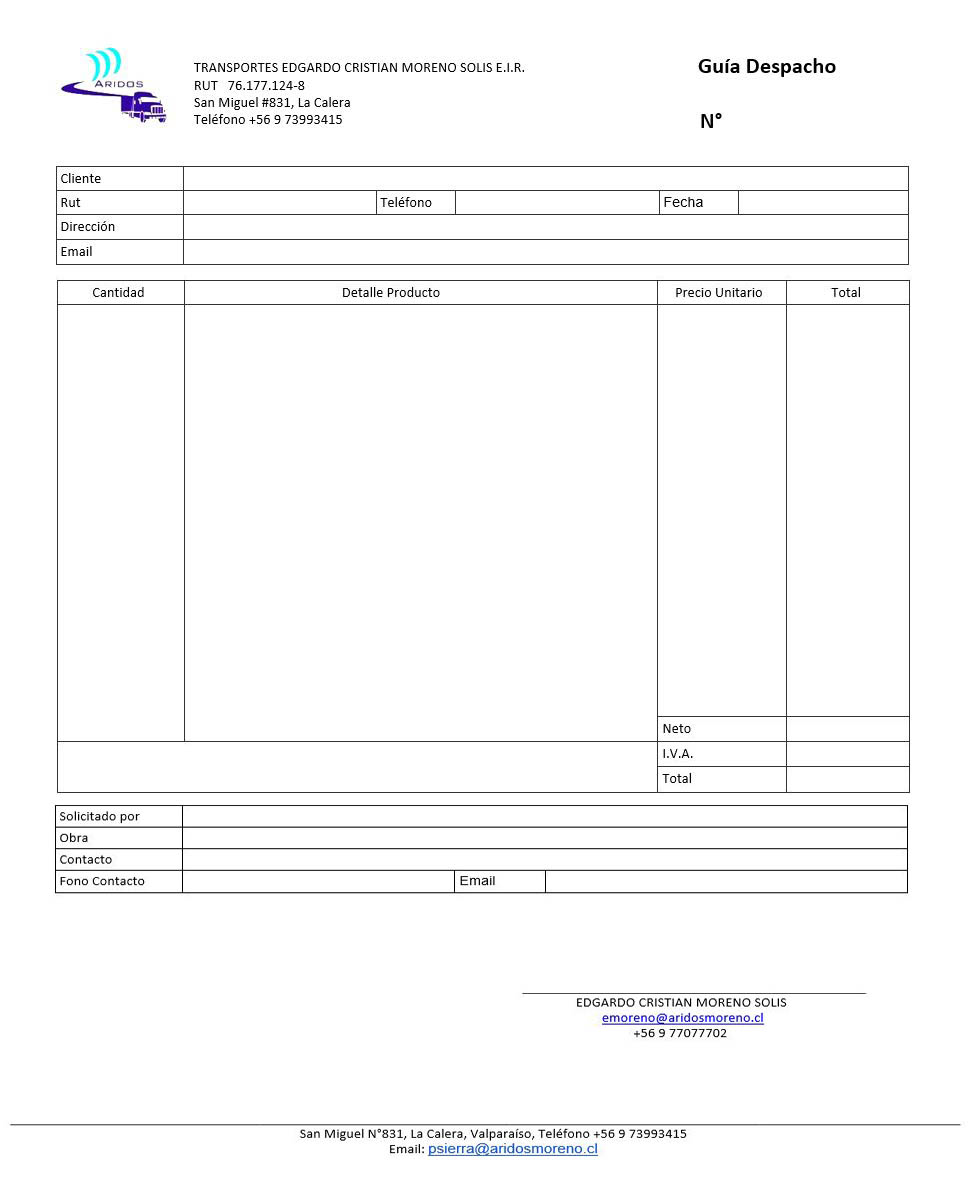 ARIDOS
TRANSPORTES EDGARDO CRISTIAN MORENO SOLIS E.I.R.
RUT 76.177.124-8
San Miguel #831, La Calera
Teléfono +56 9 73993415
Guía Despacho
N°
Cliente
Rut Teléfono Fecha
Dirección
Email
Cantidad Detalle Producto Precio Unitario Total
Neto
I.V.A.
Total
Solicitado por
Obra
Contacto
Fono Contacto Email
EDGARDO CRISTIAN MORENO SOLIS
emoreno@aridosmoreno.cl
+56 9 77077702
San Miguel N°831, La Calera, Valparaíso, Teléfono +56 9 73993415
Email: psierra@aridosmoreno.cl